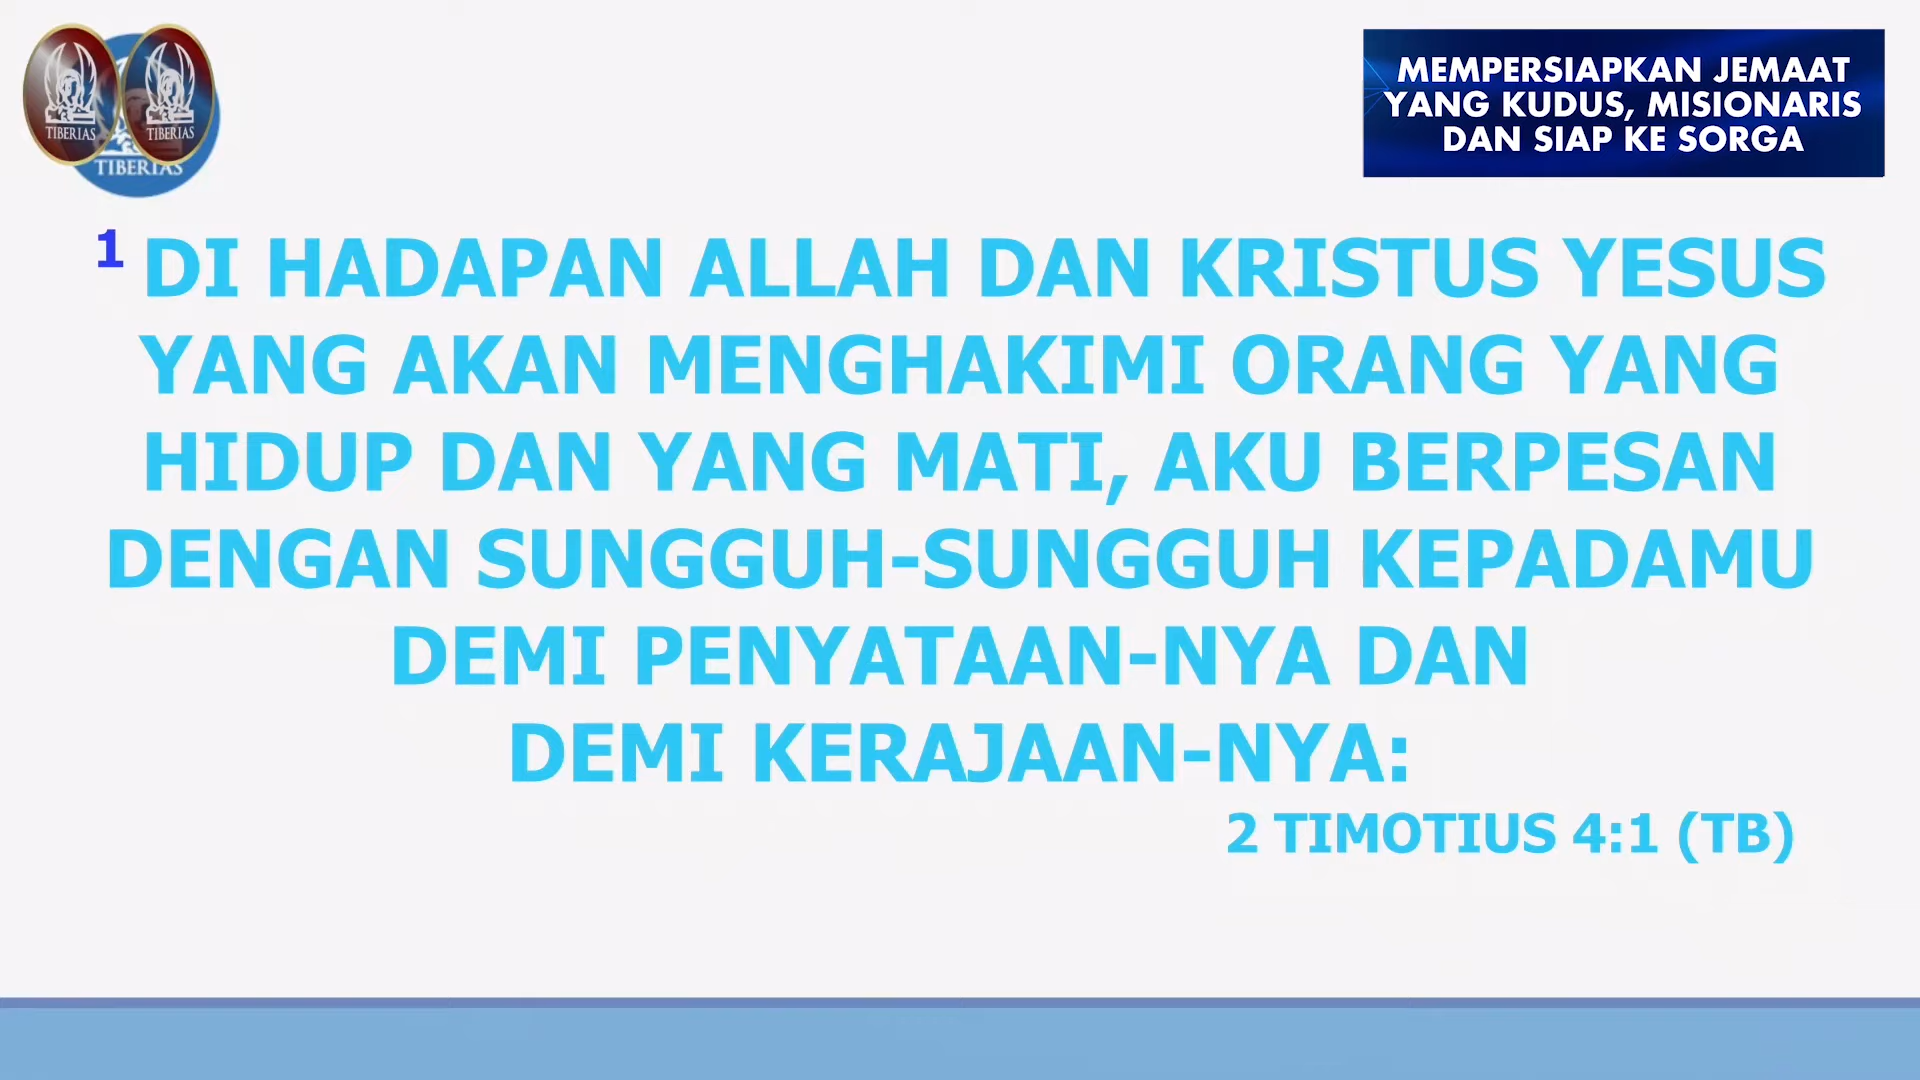 TIBERIAS
TIBERIAS
TIBERIAS
MEMPERSIAPKAN JEMAAT
YANG KUDUS, MISIONARIS
DAN SIAP KE SORGA
1 DI HADAPAN ALLAH DAN KRISTUS YESUS
YANG AKAN MENGHAKIMI ORANG YANG
HIDUP DAN YANG MATI, AKU BERPESAN
DENGAN SUNGGUH-SUNGGUH KEPADAMU
DEMI PENYATAAN-NYA DAN
DEMI KERAJAAN-NYA:
2 TIMOTIUS 4:1 (TB)